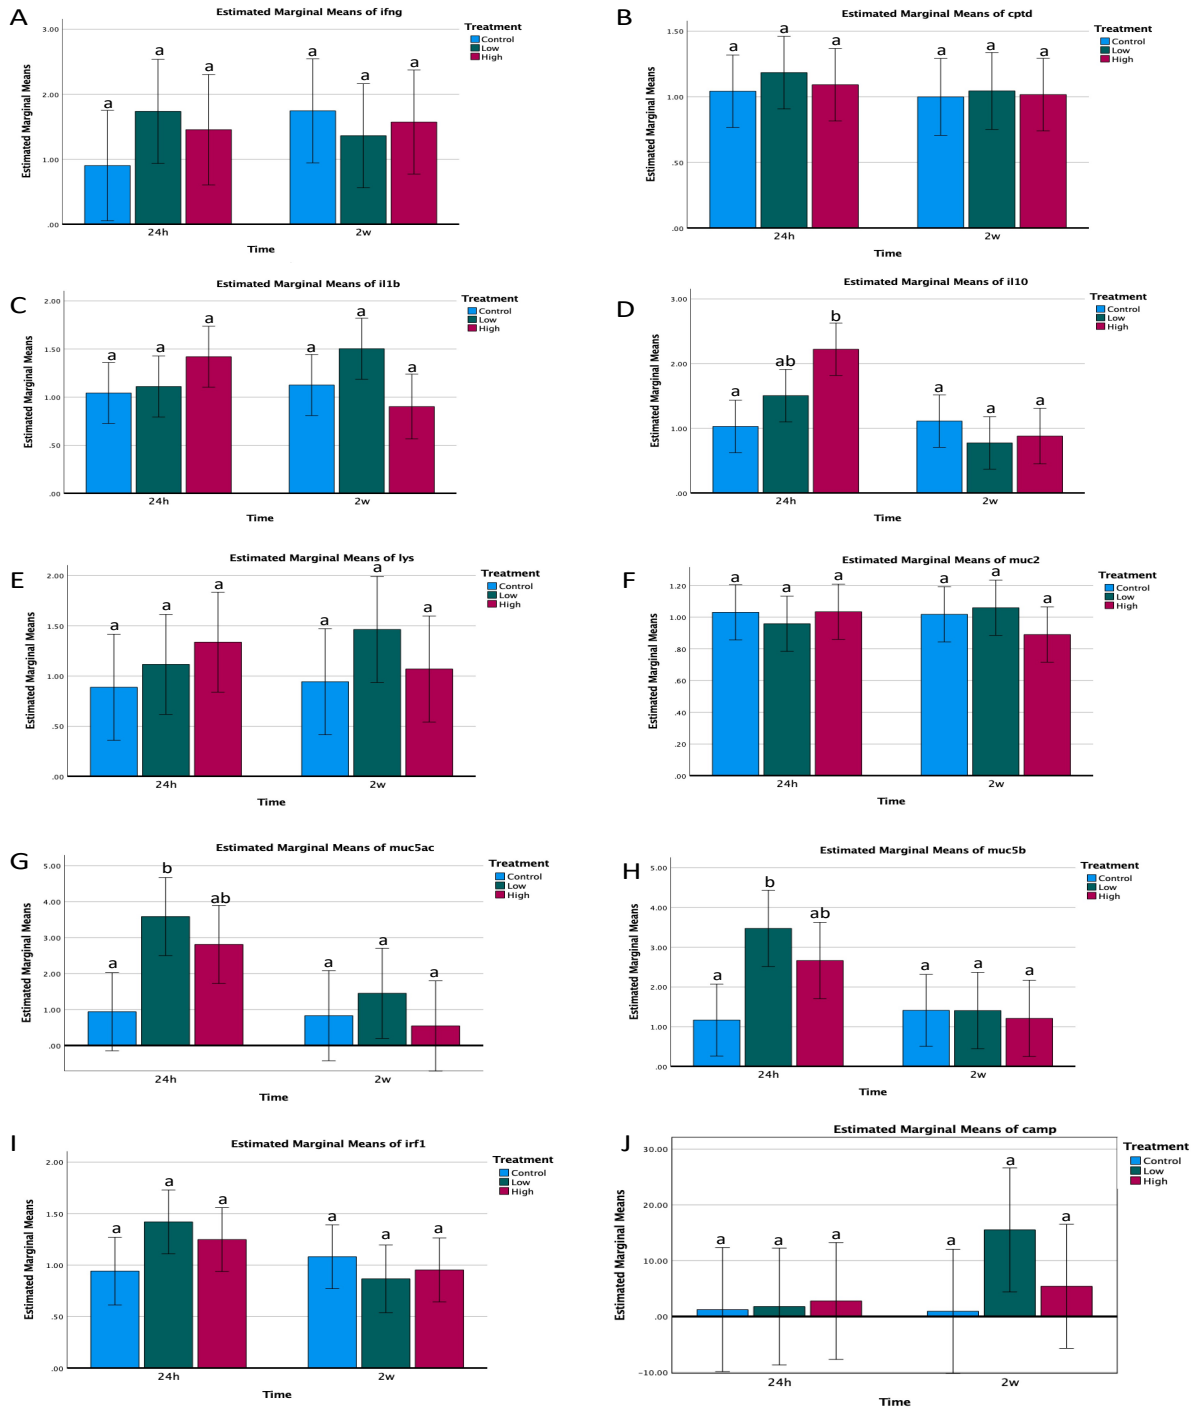 A
Estimated Marginal Means of ifng
Treatment
Control
Low
High
Estimated Marginal Means
3.00
2.00
1.00
.00
a
a
a
a
a
a
24h
2w
Time
B
Estimated Marginal Means of cptd
Treatment
Control
Low
High
Estimated Marginal Means
1.50
1.00
.50
.00
a
a
a
a
a
a
24h
2w
Time
C
Estimated Marginal Means of il1b
Treatment
Control
Low
High
Estimated Marginal Means
2.00
1.50
1.00
.50
.00
a
a
a
a
a
a
24h
2w
Time
D
Estimated Marginal Means of il10
Treatment
Control
Low
High
Estimated Marginal Means
3.00
2.00
1.00
.00
a
ab
b
a
a
a
24h
2w
Time
E
Estimated Marginal Means of lys
Treatment
Control
Low
High
Estimated Marginal Means
2.00
1.50
1.00
.50
.00
a
a
a
a
a
a
24h
2w
Time
F
Estimated Marginal Means of muc2
Treatment
Control
Low
High
Estimated Marginal Means
1.20
1.00
.80
.60
.40
.20
.00
a
a
a
a
a
a
24h
2w
Time
G
Estimated Marginal Means of muc5ac
Treatment
Control
Low
High
Estimated Marginal Means
5.00
4.00
3.00
2.00
1.00
.00
a
b
ab
a
a
a
24h
2w
Time
H
Estimated Marginal Means of muc5b
Treatment
Control
Low
High
Estimated Marginal Means
5.00
4.00
3.00
2.00
1.00
.00
a
b
ab
a
a
a
24h
2w
Time
I
Estimated Marginal Means of irf1
Treatment
Control
Low
High
Estimated Marginal Means
2.00
1.50
1.00
.50
.00
a
a
a
a
a
a
24h
2w
Time
J
Estimated Marginal Means of camp
Treatment
Control
Low
High
Estimated Marginal Means
30.00
20.00
10.00
.00
-10.00
a
a
a
a
a
a
24h
2w
Time